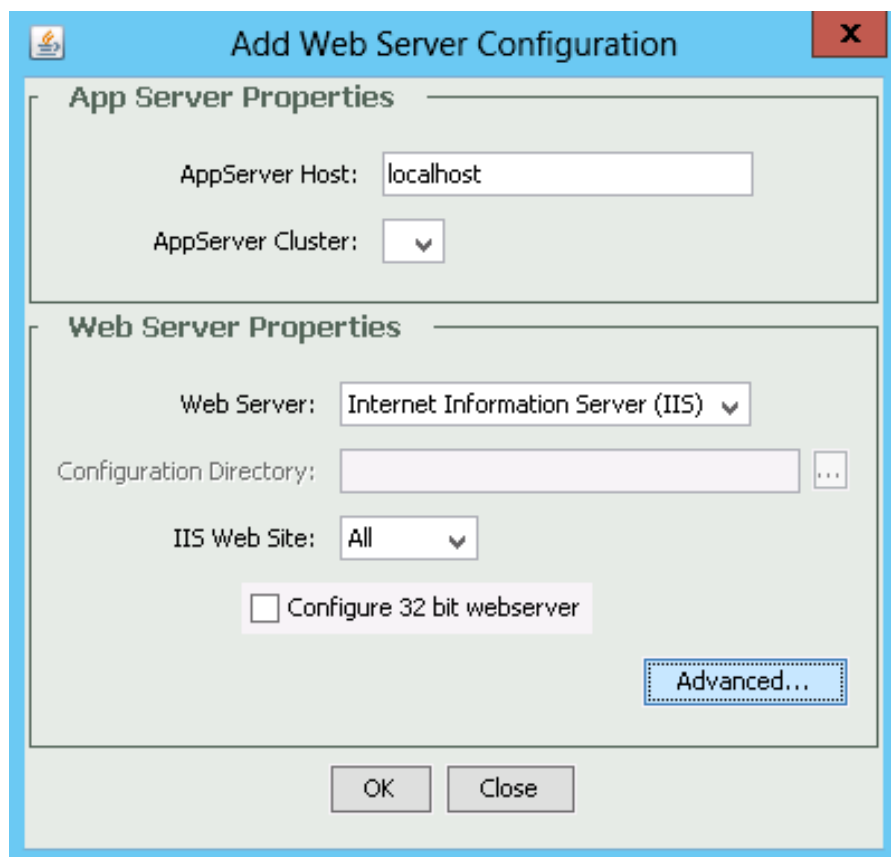 Add Web Server Configuration
x
App Server Properties
AppServer Host: localhost
AppServer Cluster:
Web Server Properties
Web Server: Internet Information Server (IIS)
Configuration Directory: ...
IIS Web Site: All
Configure 32 bit webserver
Advanced...
OK Close